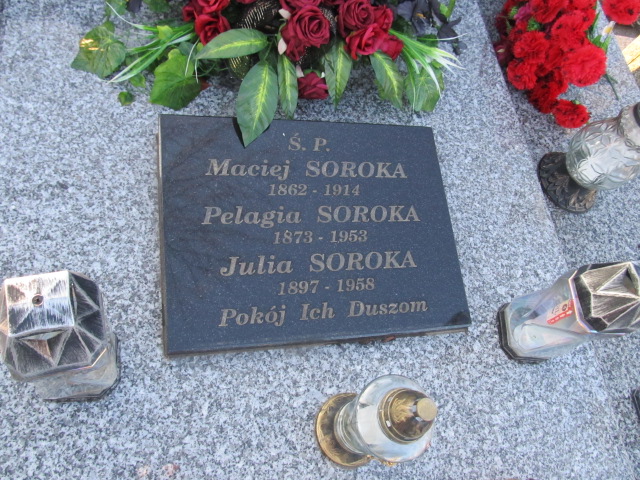 Ś. P.
Maciej SOROKA
1862 - 1914
Pelagia SOROKA
1873 - 1953
Julia SOROKA
1897 - 1958
Pokój Ich Duszom